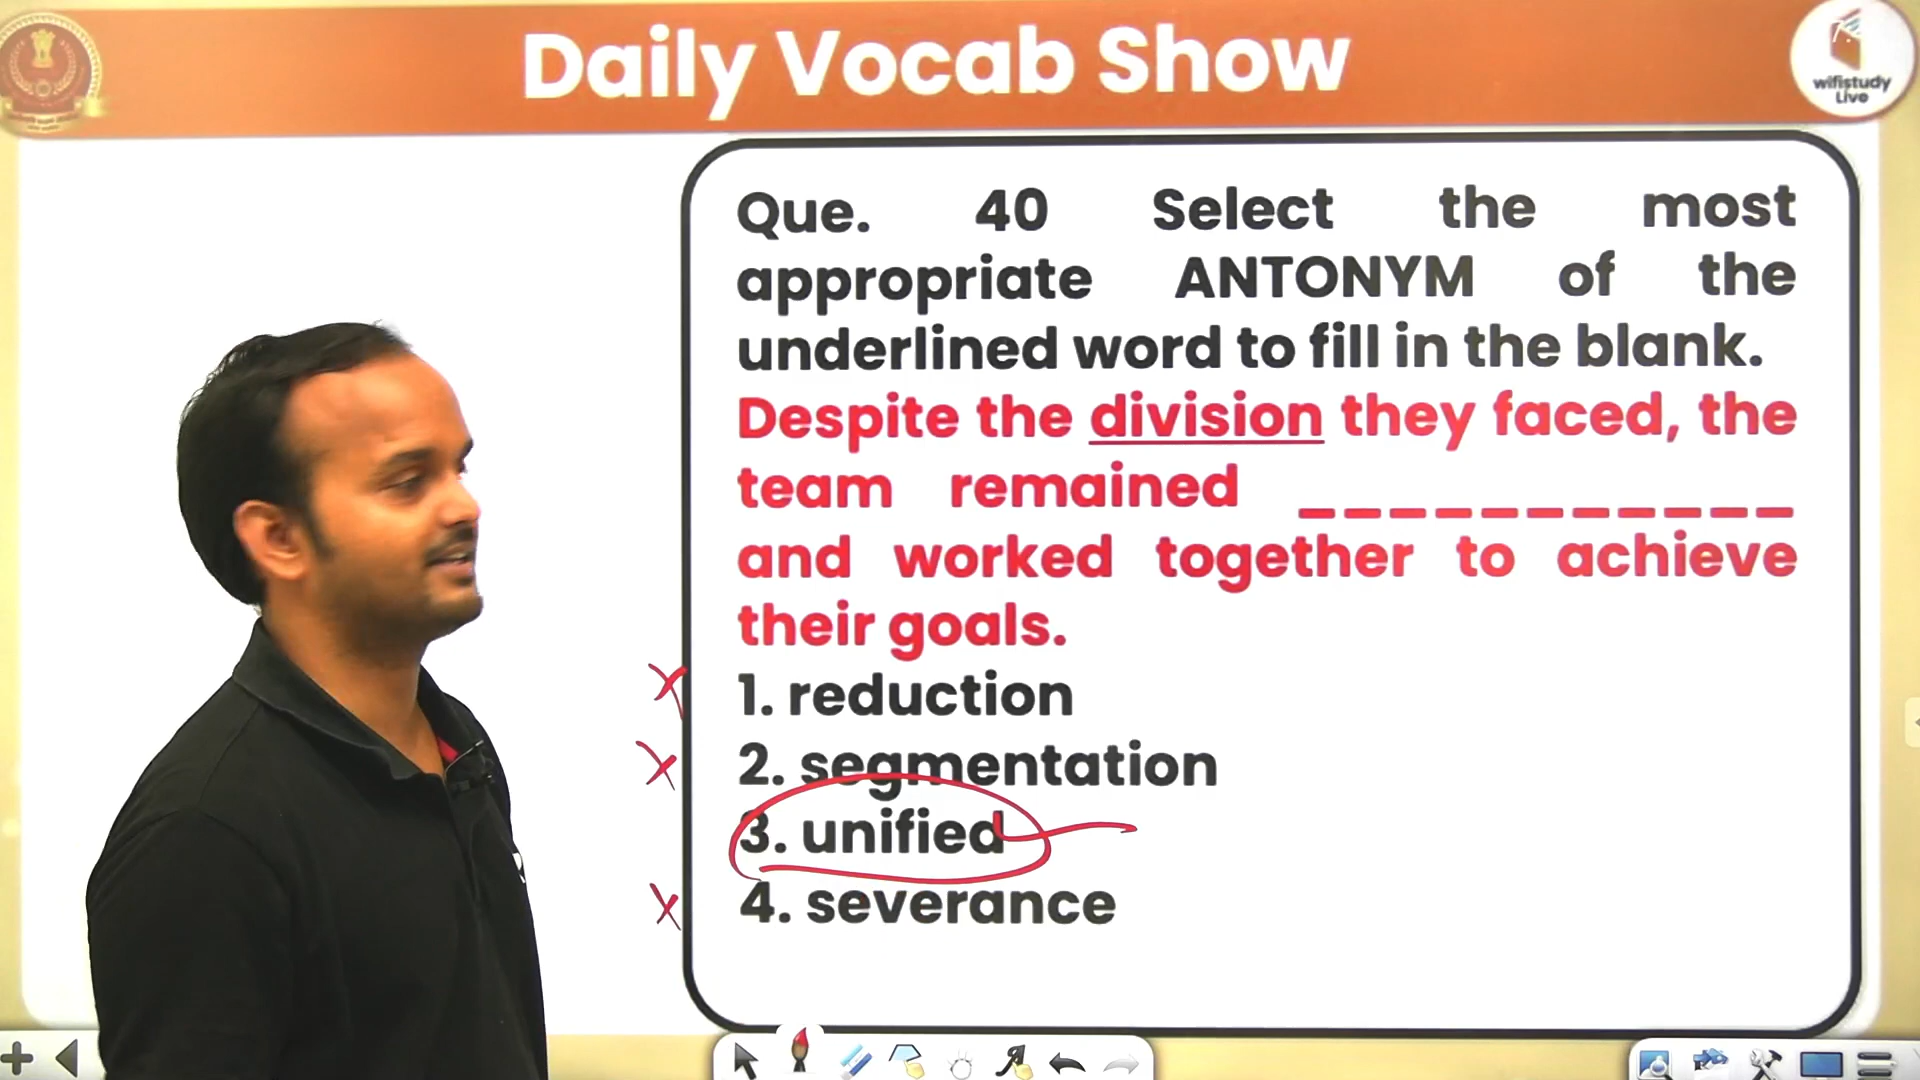 Daily Vocab Show
wifistudy
Live
Que. 40 Select the most
appropriate ANTONYM of the
underlined word to fill in the blank.
Despite the division they faced, the
team remained ___________
and worked together to achieve
their goals.
1. reduction
2. segmentation
3. unified
4. severance